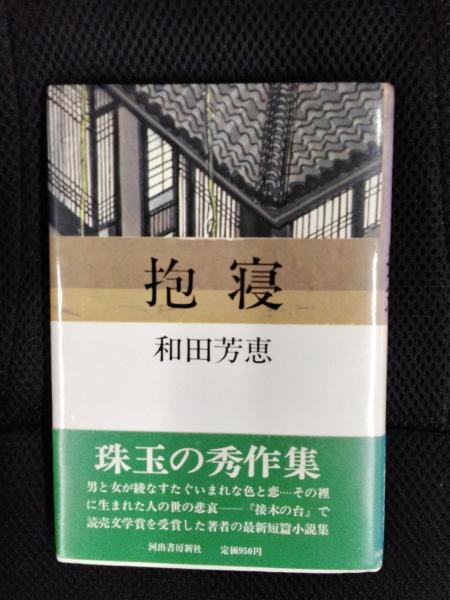 抱寝
和田芳恵
珠玉の秀作集
男と女が綾なすたぐいまれな色と恋‥‥その裡
に生まれた人の世の悲哀――『接木の台』で
読売文学賞を受賞した著者の最新短篇小説集
河出書房新社 定価950円